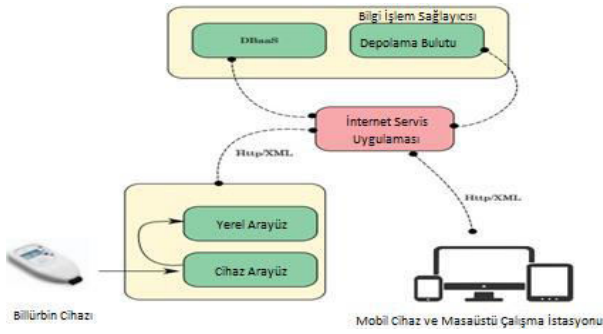 Bilgi İşlem Sağlayıcısı
DBaaS
Depolama Bulutu
İnternet Servis
Uygulaması
Http/XML
Http/XML
Yerel Arayüz
Cihaz Arayüz
Billürbin Cihazı
Mobil Cihaz ve Masaüstü Çalışma İstasyonu